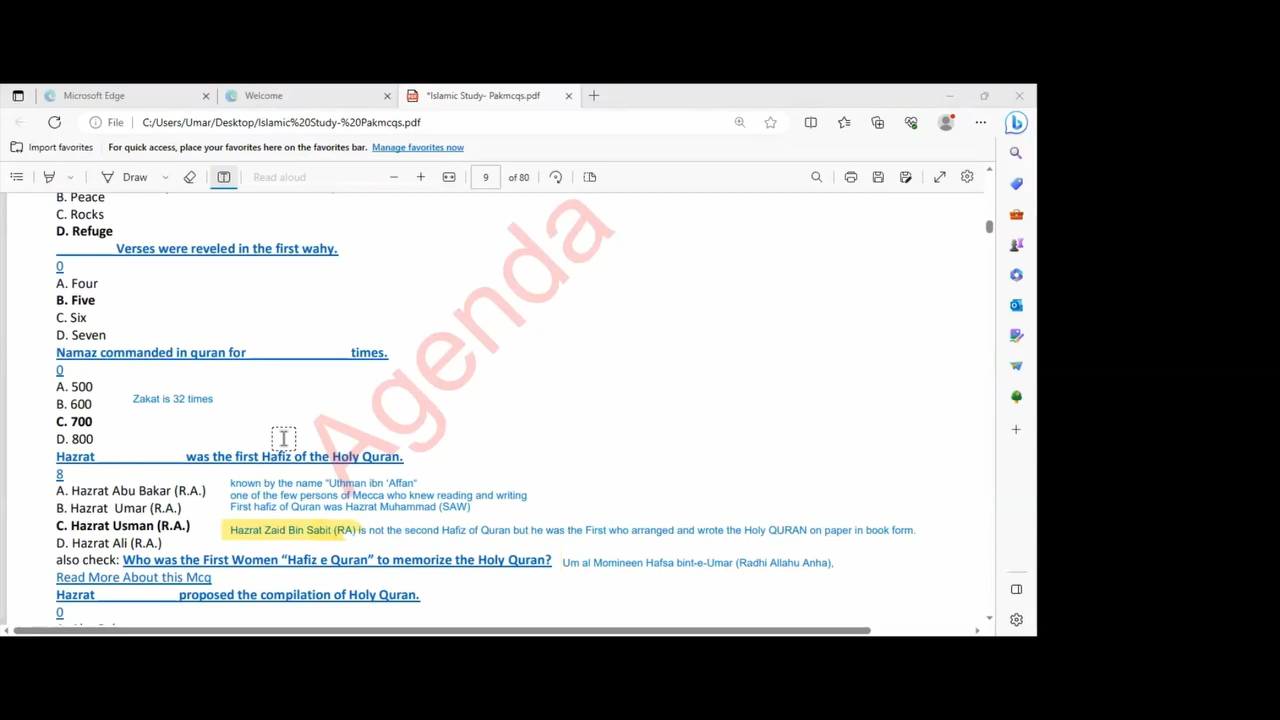 Microsoft Edge
Welcome
*Islamic Study- Pakmcqs.pdf
File
C:/Users/Umar/Desktop/Islamic%20Study-%20Pakmcqs.pdf
Import favorites
For quick access, place your favorites here on the favorites bar. Manage favorites now
Draw
Read aloud
9 of 80
B. Peace
C. Rocks
D. Refuge
_________ Verses were reveled in the first wahy.
0
A. Four
B. Five
C. Six
D. Seven
Namaz commanded in quran for ________________ times.
0
A. 500
B. 600
Zakat is 32 times
C. 700
D. 800
Hazrat ______________ was the first Hafiz of the Holy Quran.
8
A. Hazrat Abu Bakar (R.A.)
B. Hazrat Umar (R.A.)
C. Hazrat Usman (R.A.)
D. Hazrat Ali (R.A.)
known by the name "Uthman ibn 'Affan"
one of the few persons of Mecca who knew reading and writing
First hafiz of Quran was Hazrat Muhammad (SAW)
Hazrat Zaid Bin Sabit (RA) is not the second Hafiz of Quran but he was the First who arranged and wrote the Holy QURAN on paper in book form.
also check: Who was the First Women “Hafiz e Quran” to memorize the Holy Quran?
Um al Momineen Hafsa bint-e-Umar (Radhi Allahu Anha),
Read More About this Mcq
Hazrat _____________ proposed the compilation of Holy Quran.
0
Agenda